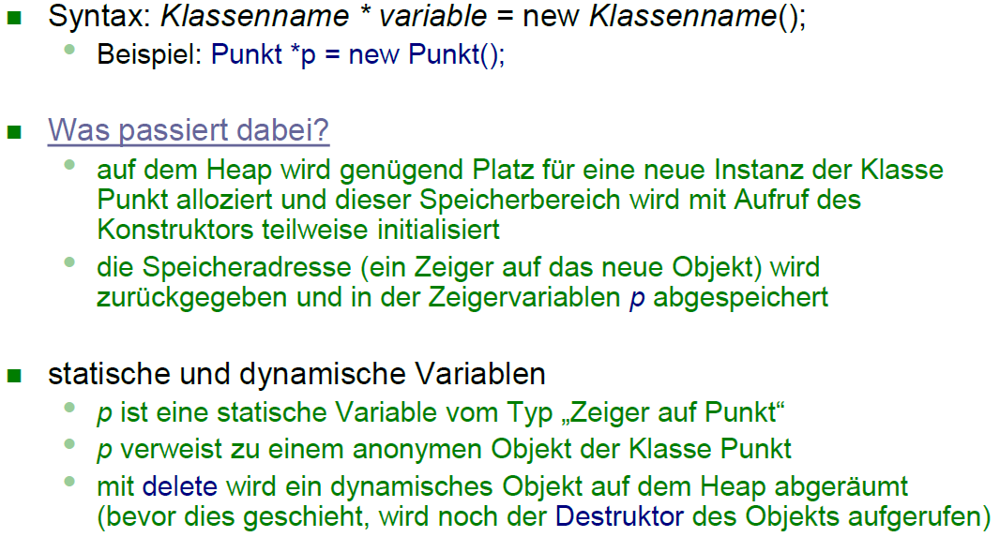 Syntax: Klassenname * variable = new Klassenname();
Beispiel: Punkt *p = new Punkt();
Was passiert dabei?
auf dem Heap wird genügend Platz für eine neue Instanz der Klasse
Punkt alloziert und dieser Speicherbereich wird mit Aufruf des
Konstruktors teilweise initialisiert
die Speicheradresse (ein Zeiger auf das neue Objekt) wird
zurückgegeben und in der Zeigervariablen p abgespeichert
statische und dynamische Variablen
p ist eine statische Variable vom Typ „Zeiger auf Punkt“
p verweist zu einem anonymen Objekt der Klasse Punkt
mit delete wird ein dynamisches Objekt auf dem Heap abgeräumt
(bevor dies geschieht, wird noch der Destruktor des Objekts aufgerufen)